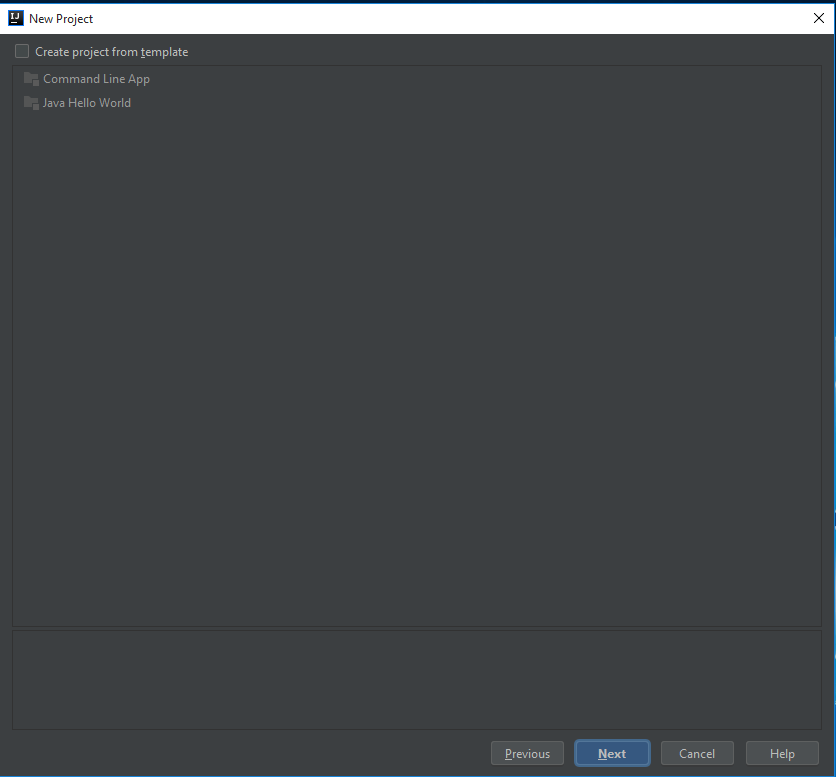 IJ New Project
Create project from template
Command Line App
Java Hello World
Previous Next Cancel Help